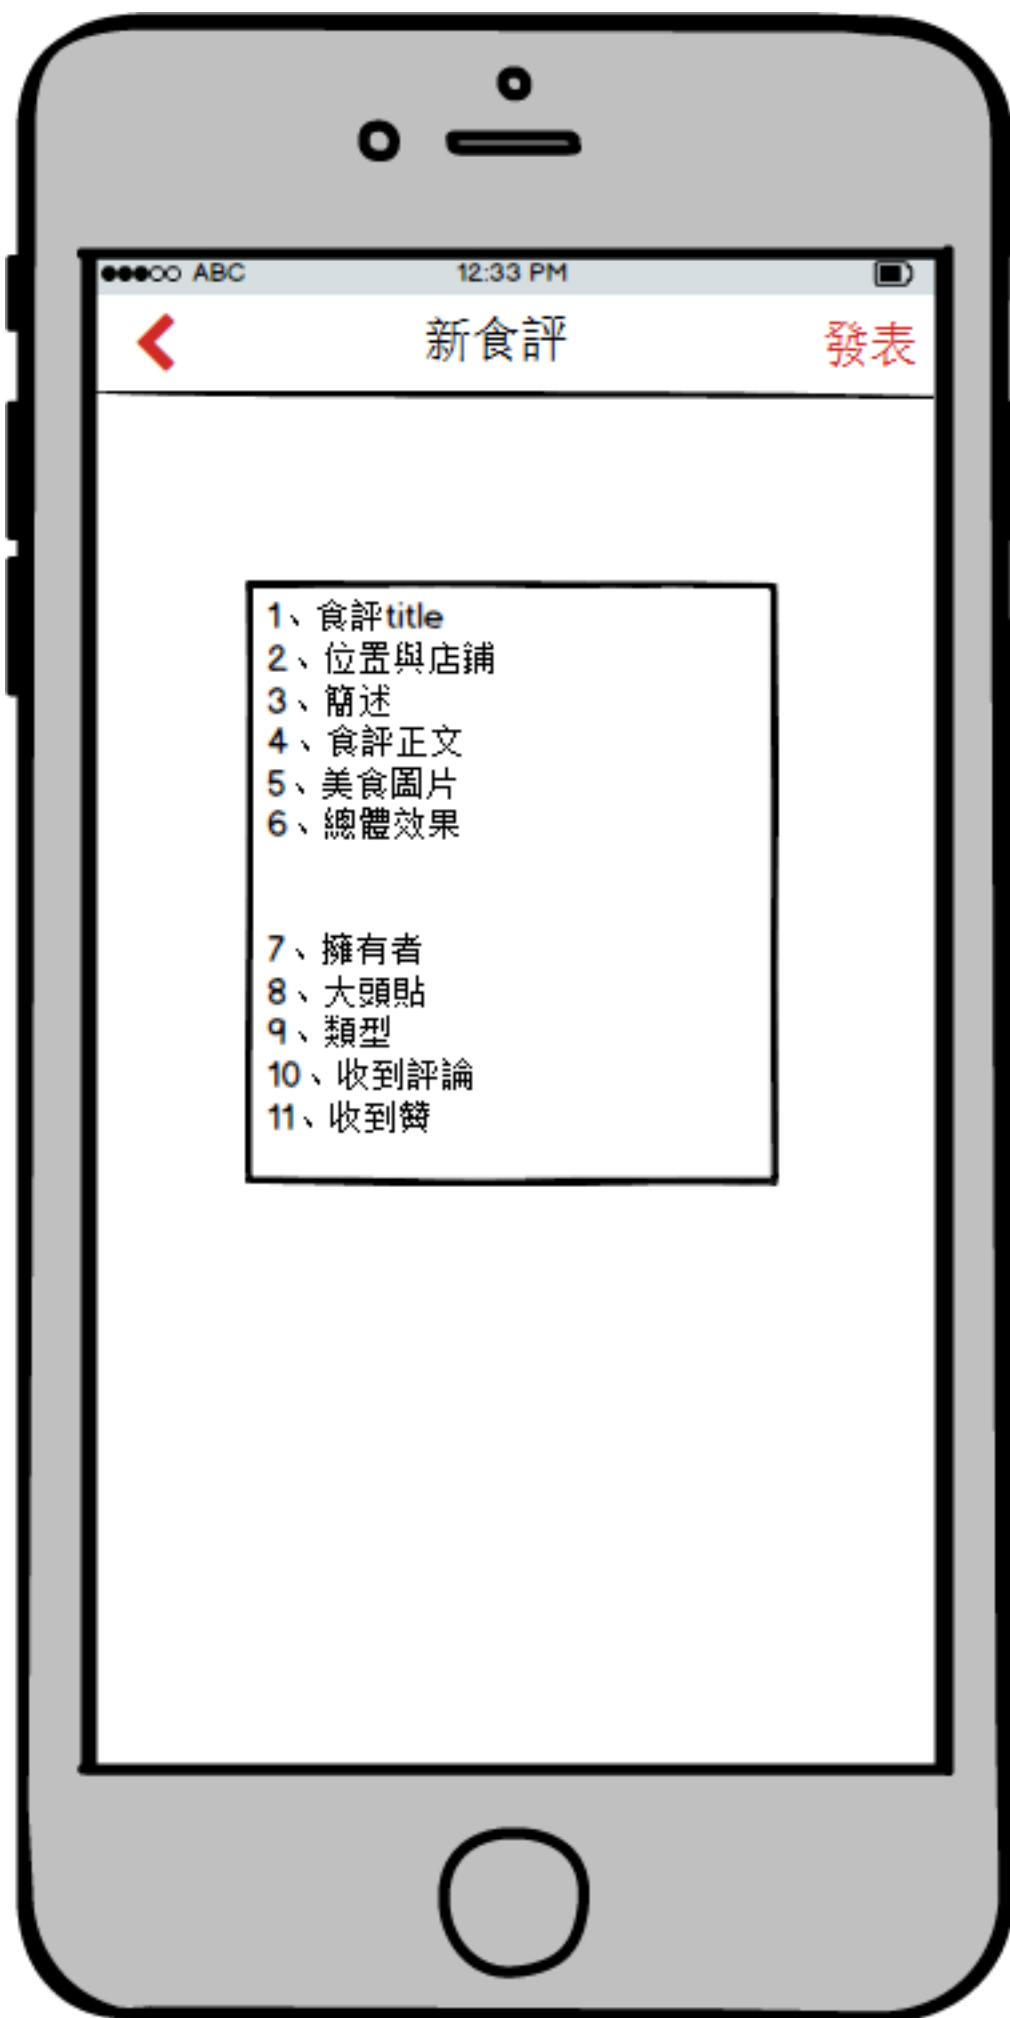 ABC 12:33 PM
新食評 發表
1、食評title
2、位置與店鋪
3、簡述
4、食評正文
5、美食圖片
6、總體效果
7、擁有者
8、大頭貼
9、類型
10、收到評論
11、收到贊